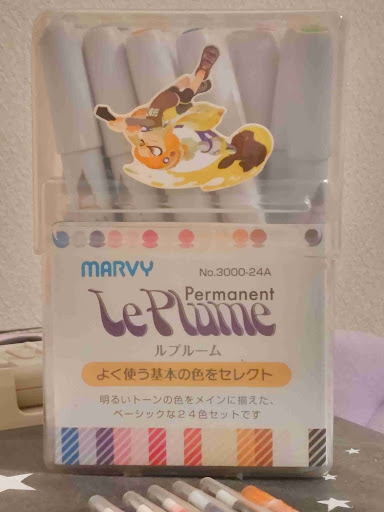 MARVY
No.3000-24A
Permanent
Le Plume
ルプルーム
よく使う基本の色をセレクト
明るいトーンの色をメインに揃えた、
ベーシックな24色セットです